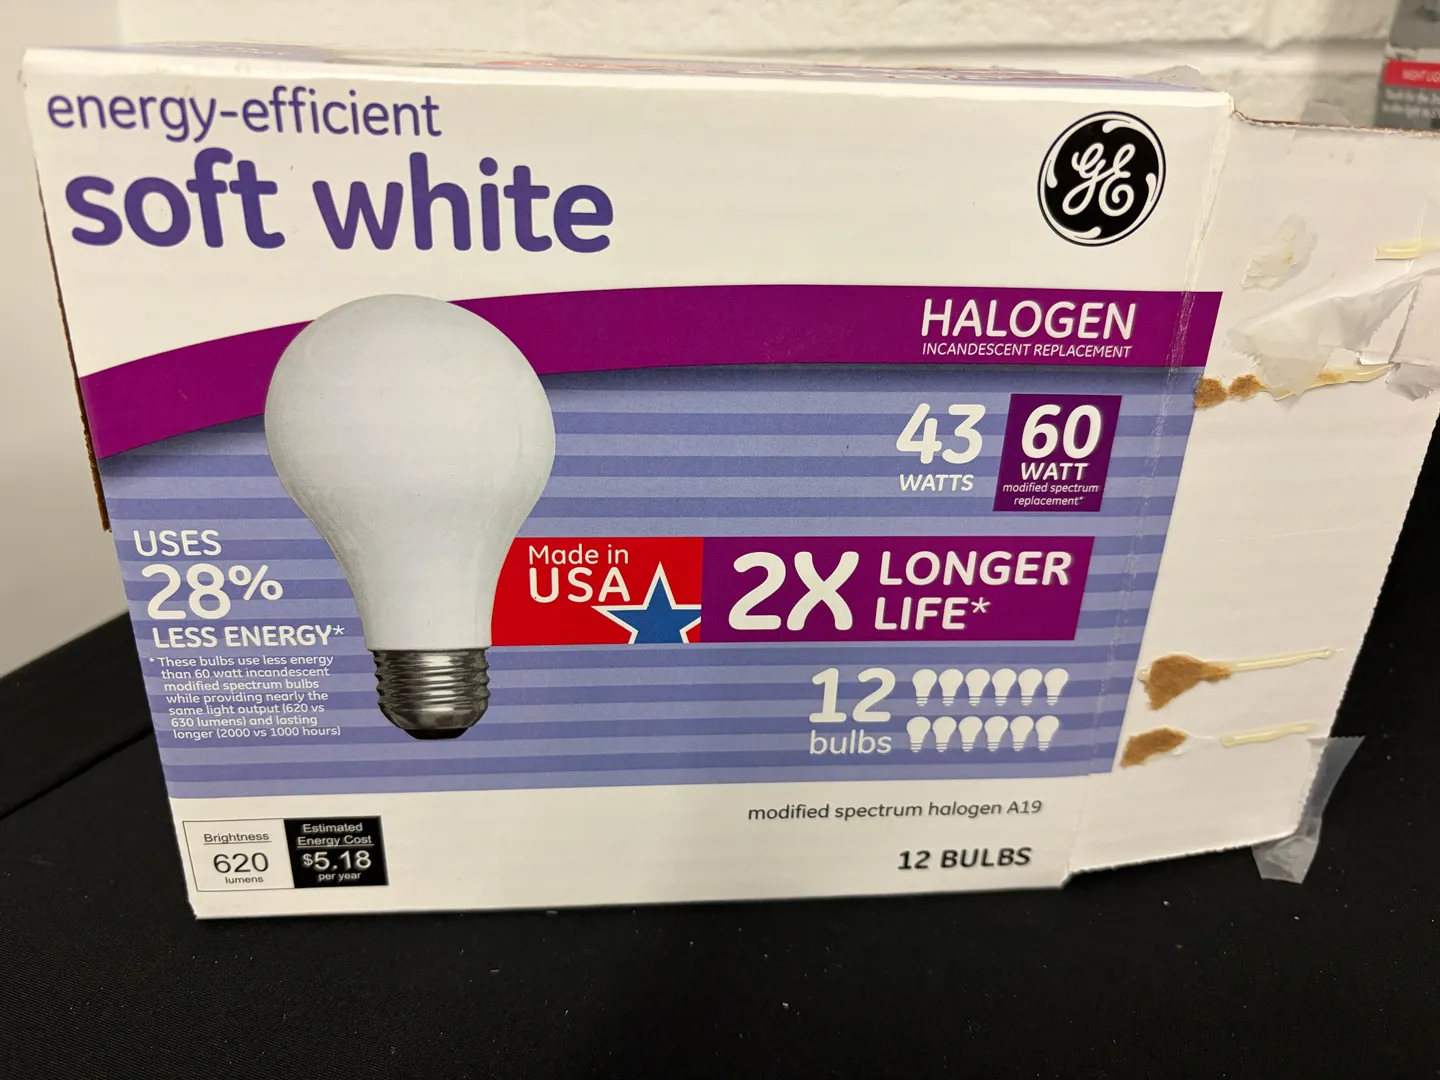 energy-efficient
soft white
GE
HALOGEN
INCANDESCENT REPLACEMENT
43
WATTS
60
WATT
modified spectrum
replacement*
USES
28%
LESS ENERGY*
* These bulbs use less energy
than 60 watt incandescent
modified spectrum bulbs
while providing nearly the
same light output (620 vs
630 lumens) and lasting
longer (2000 vs 1000 hours)
Made in
USA
2X LONGER
LIFE*
12
bulbs
modified spectrum halogen A19
12 BULBS
Brightness
620
lumens
Estimated
Energy Cost
$5.18
per year